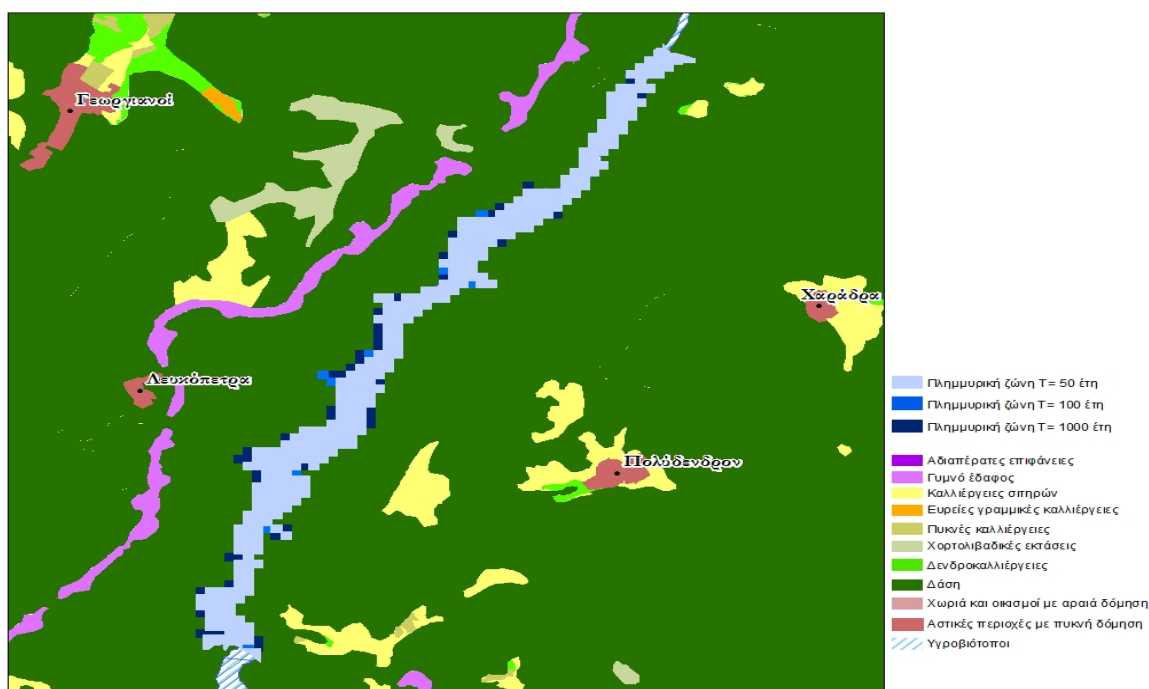 Γεωργιανοί
Χαράδρα
Λευκόπετρα
Πολύδενδρον
Πλημμυρική ζώνη T= 50 έτη
Πλημμυρική ζώνη T= 100 έτη
Πλημμυρική ζώνη T= 1000 έτη
Αδιαπέρατες επιφάνειες
Γυμνό έδαφος
Καλλιέργειες σιτηρών
Ευρείες γραμμικές καλλιέργειες
Πυκνές καλλιέργειες
Χορτολιβαδικές εκτάσεις
Δενδροκαλλιέργειες
Δάση
Χωριά και οικισμοί με αραιά δόμηση
Αστικές περιοχές με πυκνή δόμηση
Υγροβιότοποι